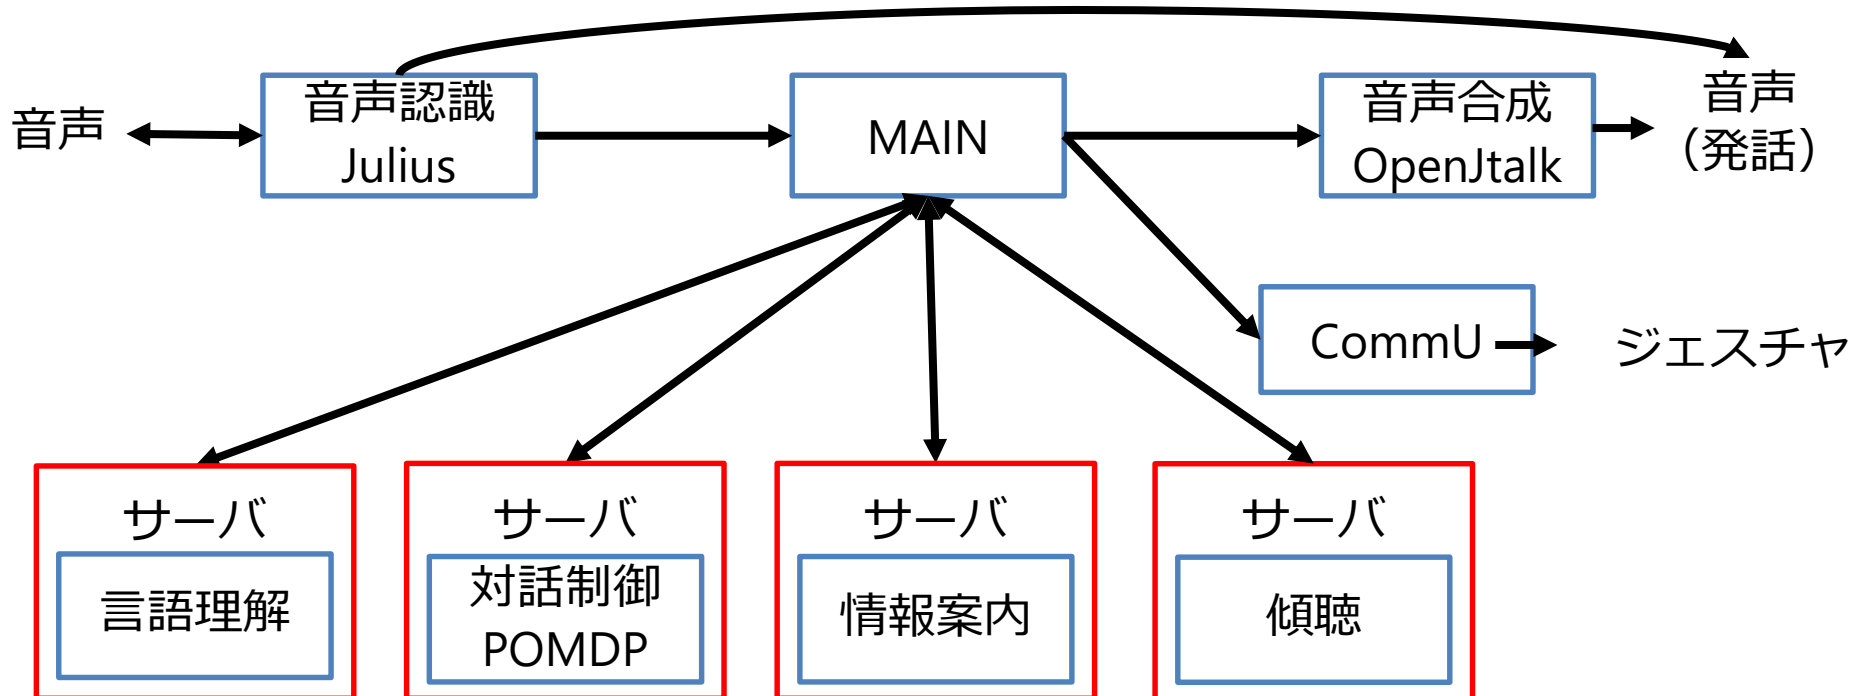 音声
音声認識
Julius
MAIN
音声合成
OpenJtalk
音声
（発話）
CommU
ジェスチャ
サーバ
言語理解
サーバ
対話制御
POMDP
サーバ
情報案内
サーバ
傾聴